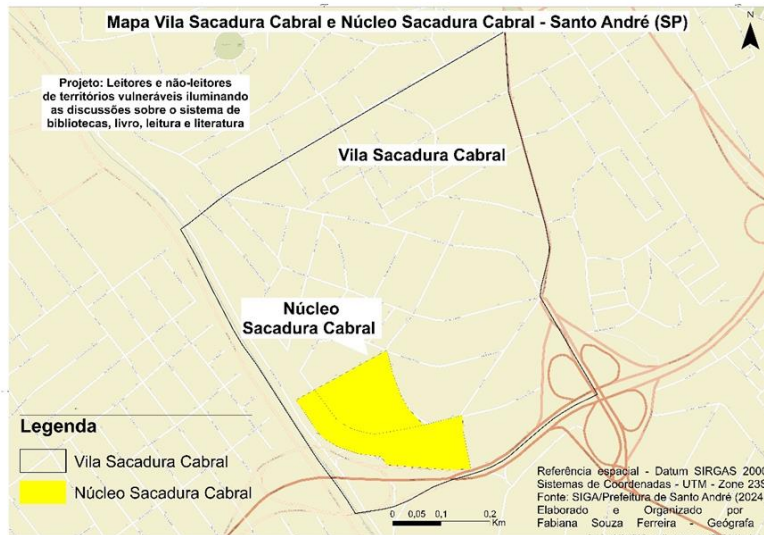 Mapa Vila Sacadura Cabral e Núcleo Sacadura Cabral - Santo André (SP)
N
Projeto: Leitores e não-leitores
de territórios vulneráveis iluminando
as discussões sobre o sistema de
bibliotecas, livro, leitura e literatura
Vila Sacadura Cabral
Núcleo
Sacadura Cabral
Legenda
Vila Sacadura Cabral
Núcleo Sacadura Cabral
0 0,05 0,1 0,2
Km
Referência espacial - Datum SIRGAS 2000
Sistemas de Coordenadas - UTM - Zone 23S
Fonte: SIGA/Prefeitura de Santo André (2024
Elaborado e Organizado por
Fabiana Souza Ferreira - Geógrafa